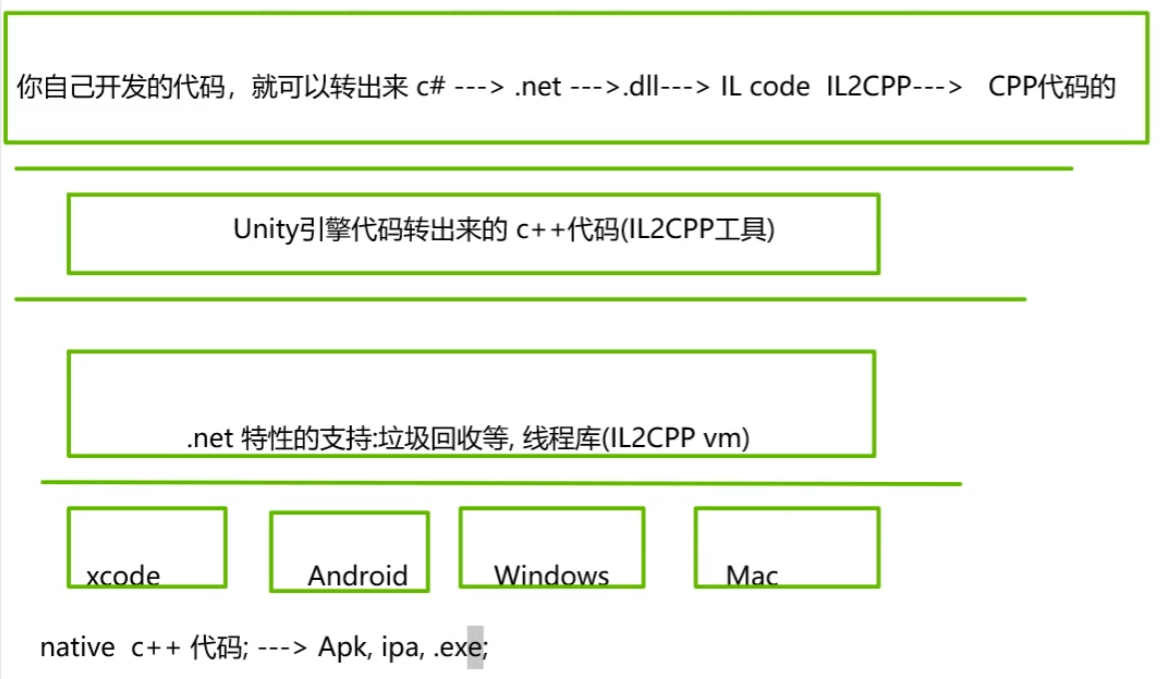 你自己开发的代码，就可以转出来 c# ---> .net --->.dll---> IL code  IL2CPP--->   CPP代码的
Unity引擎代码转出来的 c++代码(IL2CPP工具)
.net 特性的支持:垃圾回收等, 线程库(IL2CPP vm)
xcode Android Windows Mac
native  c++ 代码; ---> Apk, ipa, .exe;